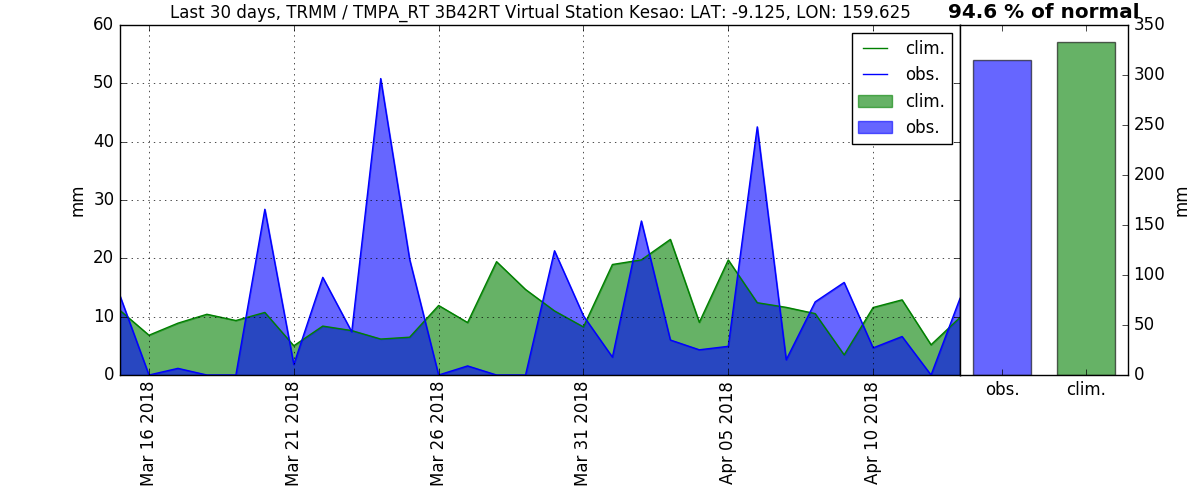 Last 30 days, TRMM / TMPA_RT 3B42RT Virtual Station Kesao: LAT: -9.125, LON: 159.625
94.6 % of normal
60
50
40
30
20
10
0
mm
clim.
obs.
clim.
obs.
Mar 16 2018
Mar 21 2018
Mar 26 2018
Mar 31 2018
Apr 05 2018
Apr 10 2018
obs.
clim.
350
300
250
200
150
100
50
0
mm